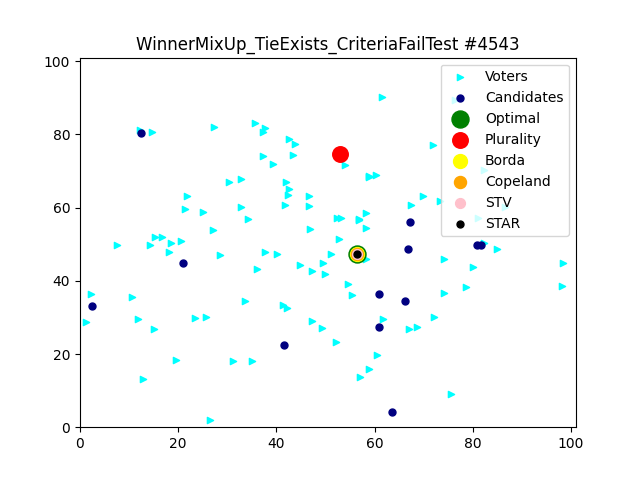 WinnerMixUp_TieExists_CriteriaFailTest #4543
100
80
60
40
20
0
0
20
40
60
80
100
Voters
Candidates
Optimal
Plurality
Borda
Copeland
STV
STAR